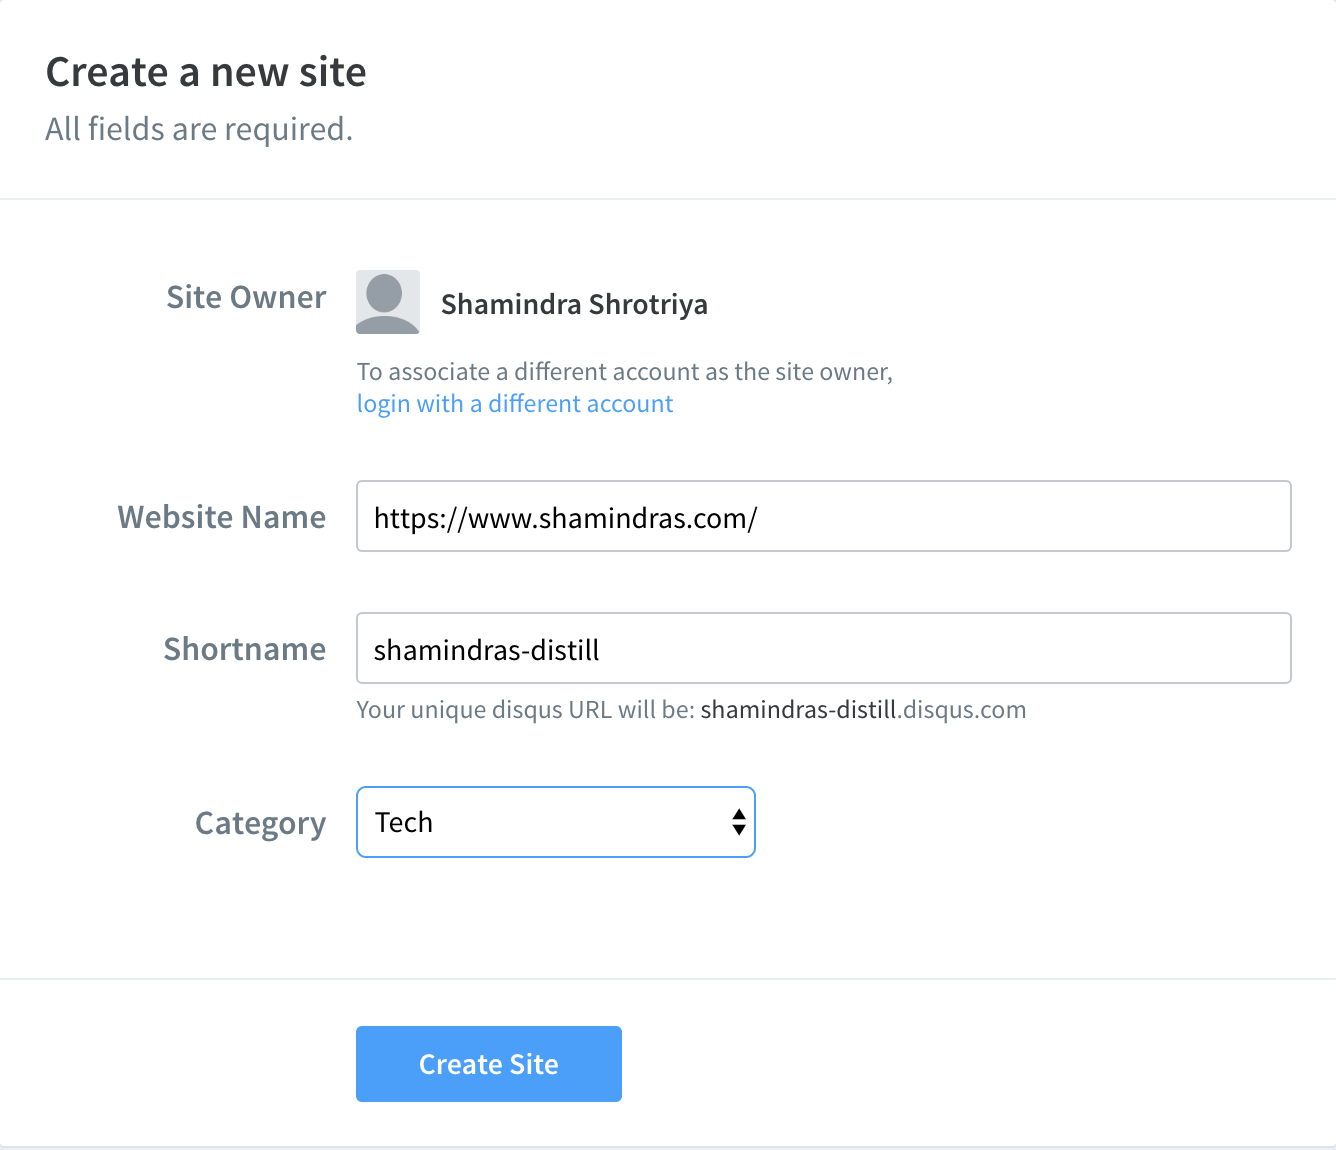 Create a new site
All fields are required.
Site Owner
Shamindra Shrotriya
To associate a different account as the site owner,
login with a different account
Website Name
https://www.shamindras.com/
Shortname
shamindras-distill
Your unique disqus URL will be: shamindras-distill.disqus.com
Category
Tech
Create Site